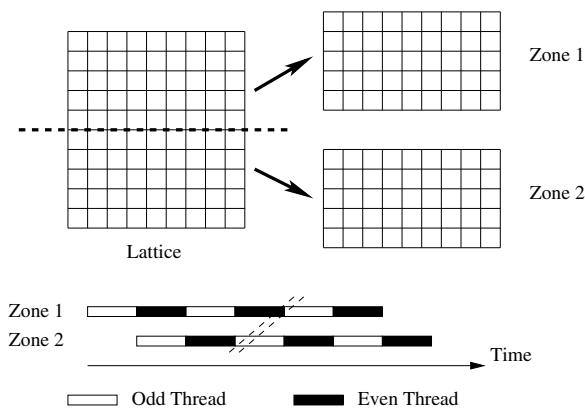 Zone 1
Zone 2
Lattice
Zone 1
Zone 2
Time
Odd Thread
Even Thread